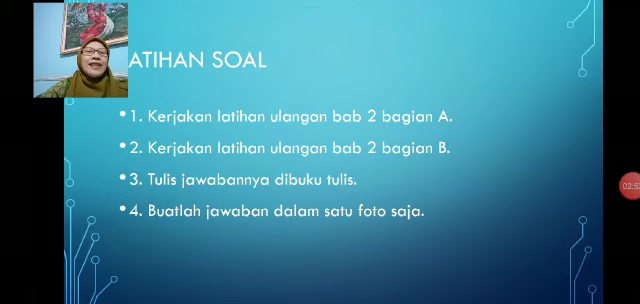 ATIHAN SOAL
• 1. Kerjakan latihan ulangan bab 2 bagian A.
• 2. Kerjakan latihan ulangan bab 2 bagian B.
• 3. Tulis jawabannya dibuku tulis.
• 4. Buatlah jawaban dalam satu foto saja.